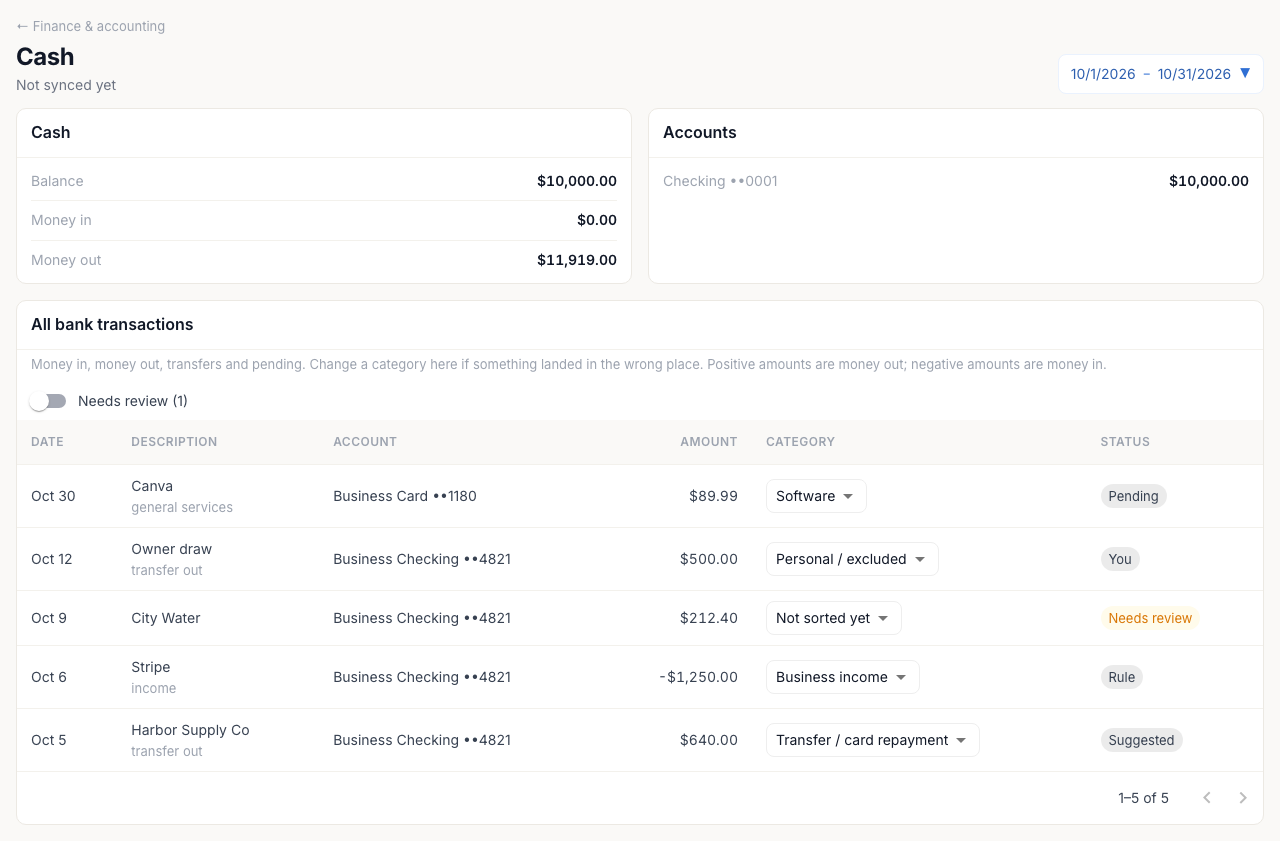 ← Finance & accounting
Cash
Not synced yet
10/1/2026 – 10/31/2026 ▼
Cash
Balance $10,000.00
Money in $0.00
Money out $11,919.00
Accounts
Checking ••0001 $10,000.00
All bank transactions
Money in, money out, transfers and pending. Change a category here if something landed in the wrong place. Positive amounts are money out; negative amounts are money in.
Needs review (1)
DATE DESCRIPTION ACCOUNT AMOUNT CATEGORY STATUS
Oct 30 Canva Business Card ••1180 $89.99 Software Pending
general services
Oct 12 Owner draw Business Checking ••4821 $500.00 Personal / excluded You
transfer out
Oct 9 City Water Business Checking ••4821 $212.40 Not sorted yet Needs review
Oct 6 Stripe Business Checking ••4821 -$1,250.00 Business income Rule
income
Oct 5 Harbor Supply Co Business Checking ••4821 $640.00 Transfer / card repayment Suggested
transfer out
1–5 of 5